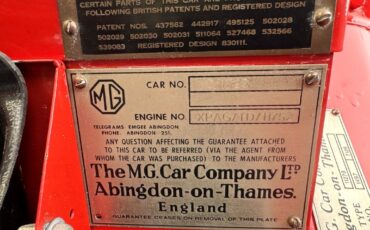 CERTAIN PARTS OF THIS CAR AND
FOLLOWING BRITISH PATENTS AND REGISTERED DESIGN
PATENT NOS. 437562 442917 495125 502028
502029 502030 502031 511064 527468 532566
539083 REGISTERED DESIGN 830111.
MG
CAR NO.
ENGINE NO.
TELEGRAMS EMGEE ABINGDON
PHONE: ABINGDON 251.
ANY QUESTION AFFECTING THE GUARANTEE ATTACHED
TO THIS CAR TO BE REFERRED (VIA THE AGENT FROM
WHOM THE CAR WAS PURCHASED) TO THE MANUFACTURERS
The M.G. Car Company LTD
Abingdon-on-Thames.
England
GUARANTEE CEASES ON REMOVAL OF THIS PLATE